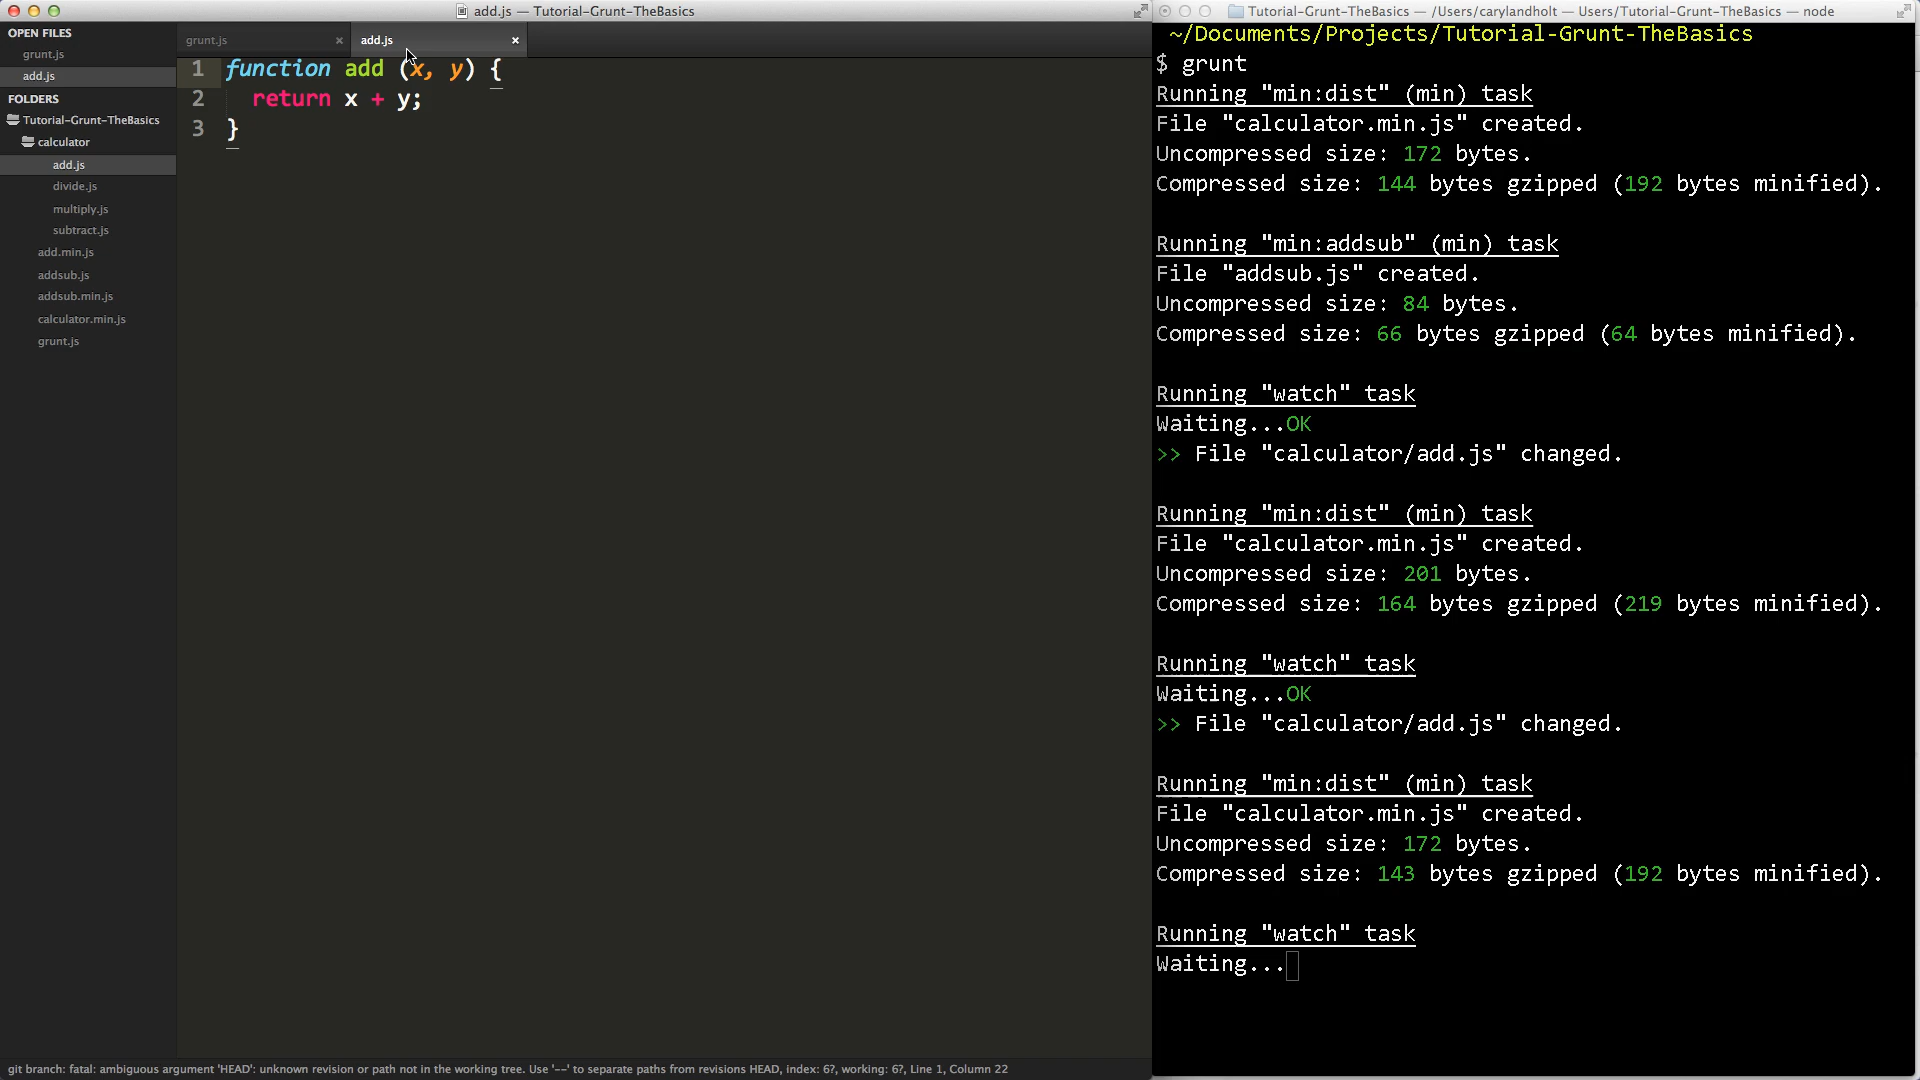 add.js — Tutorial-Grunt-TheBasics
OPEN FILES
grunt.js
add.js
FOLDERS
Tutorial-Grunt-TheBasics
calculator
add.js
divide.js
multiply.js
subtract.js
add.min.js
addsub.js
addsub.min.js
calculator.min.js
grunt.js
grunt.js ×
add.js ×
1 function add (x, y) {
2 return x + y;
3 }
git branch: fatal: ambiguous argument 'HEAD': unknown revision or path not in the working tree. Use '--' to separate paths from revisions HEAD, index: 6?, working: 6?, Line 1, Column 22
Tutorial-Grunt-TheBasics — /Users/carylandholt — Users/Tutorial-Grunt-TheBasics — node
~/Documents/Projects/Tutorial-Grunt-TheBasics
$ grunt
Running "min:dist" (min) task
File "calculator.min.js" created.
Uncompressed size: 172 bytes.
Compressed size: 144 bytes gzipped (192 bytes minified).
Running "min:addsub" (min) task
File "addsub.js" created.
Uncompressed size: 84 bytes.
Compressed size: 66 bytes gzipped (64 bytes minified).
Running "watch" task
Waiting...OK
>> File "calculator/add.js" changed.
Running "min:dist" (min) task
File "calculator.min.js" created.
Uncompressed size: 201 bytes.
Compressed size: 164 bytes gzipped (219 bytes minified).
Running "watch" task
Waiting...OK
>> File "calculator/add.js" changed.
Running "min:dist" (min) task
File "calculator.min.js" created.
Uncompressed size: 172 bytes.
Compressed size: 143 bytes gzipped (192 bytes minified).
Running "watch" task
Waiting...